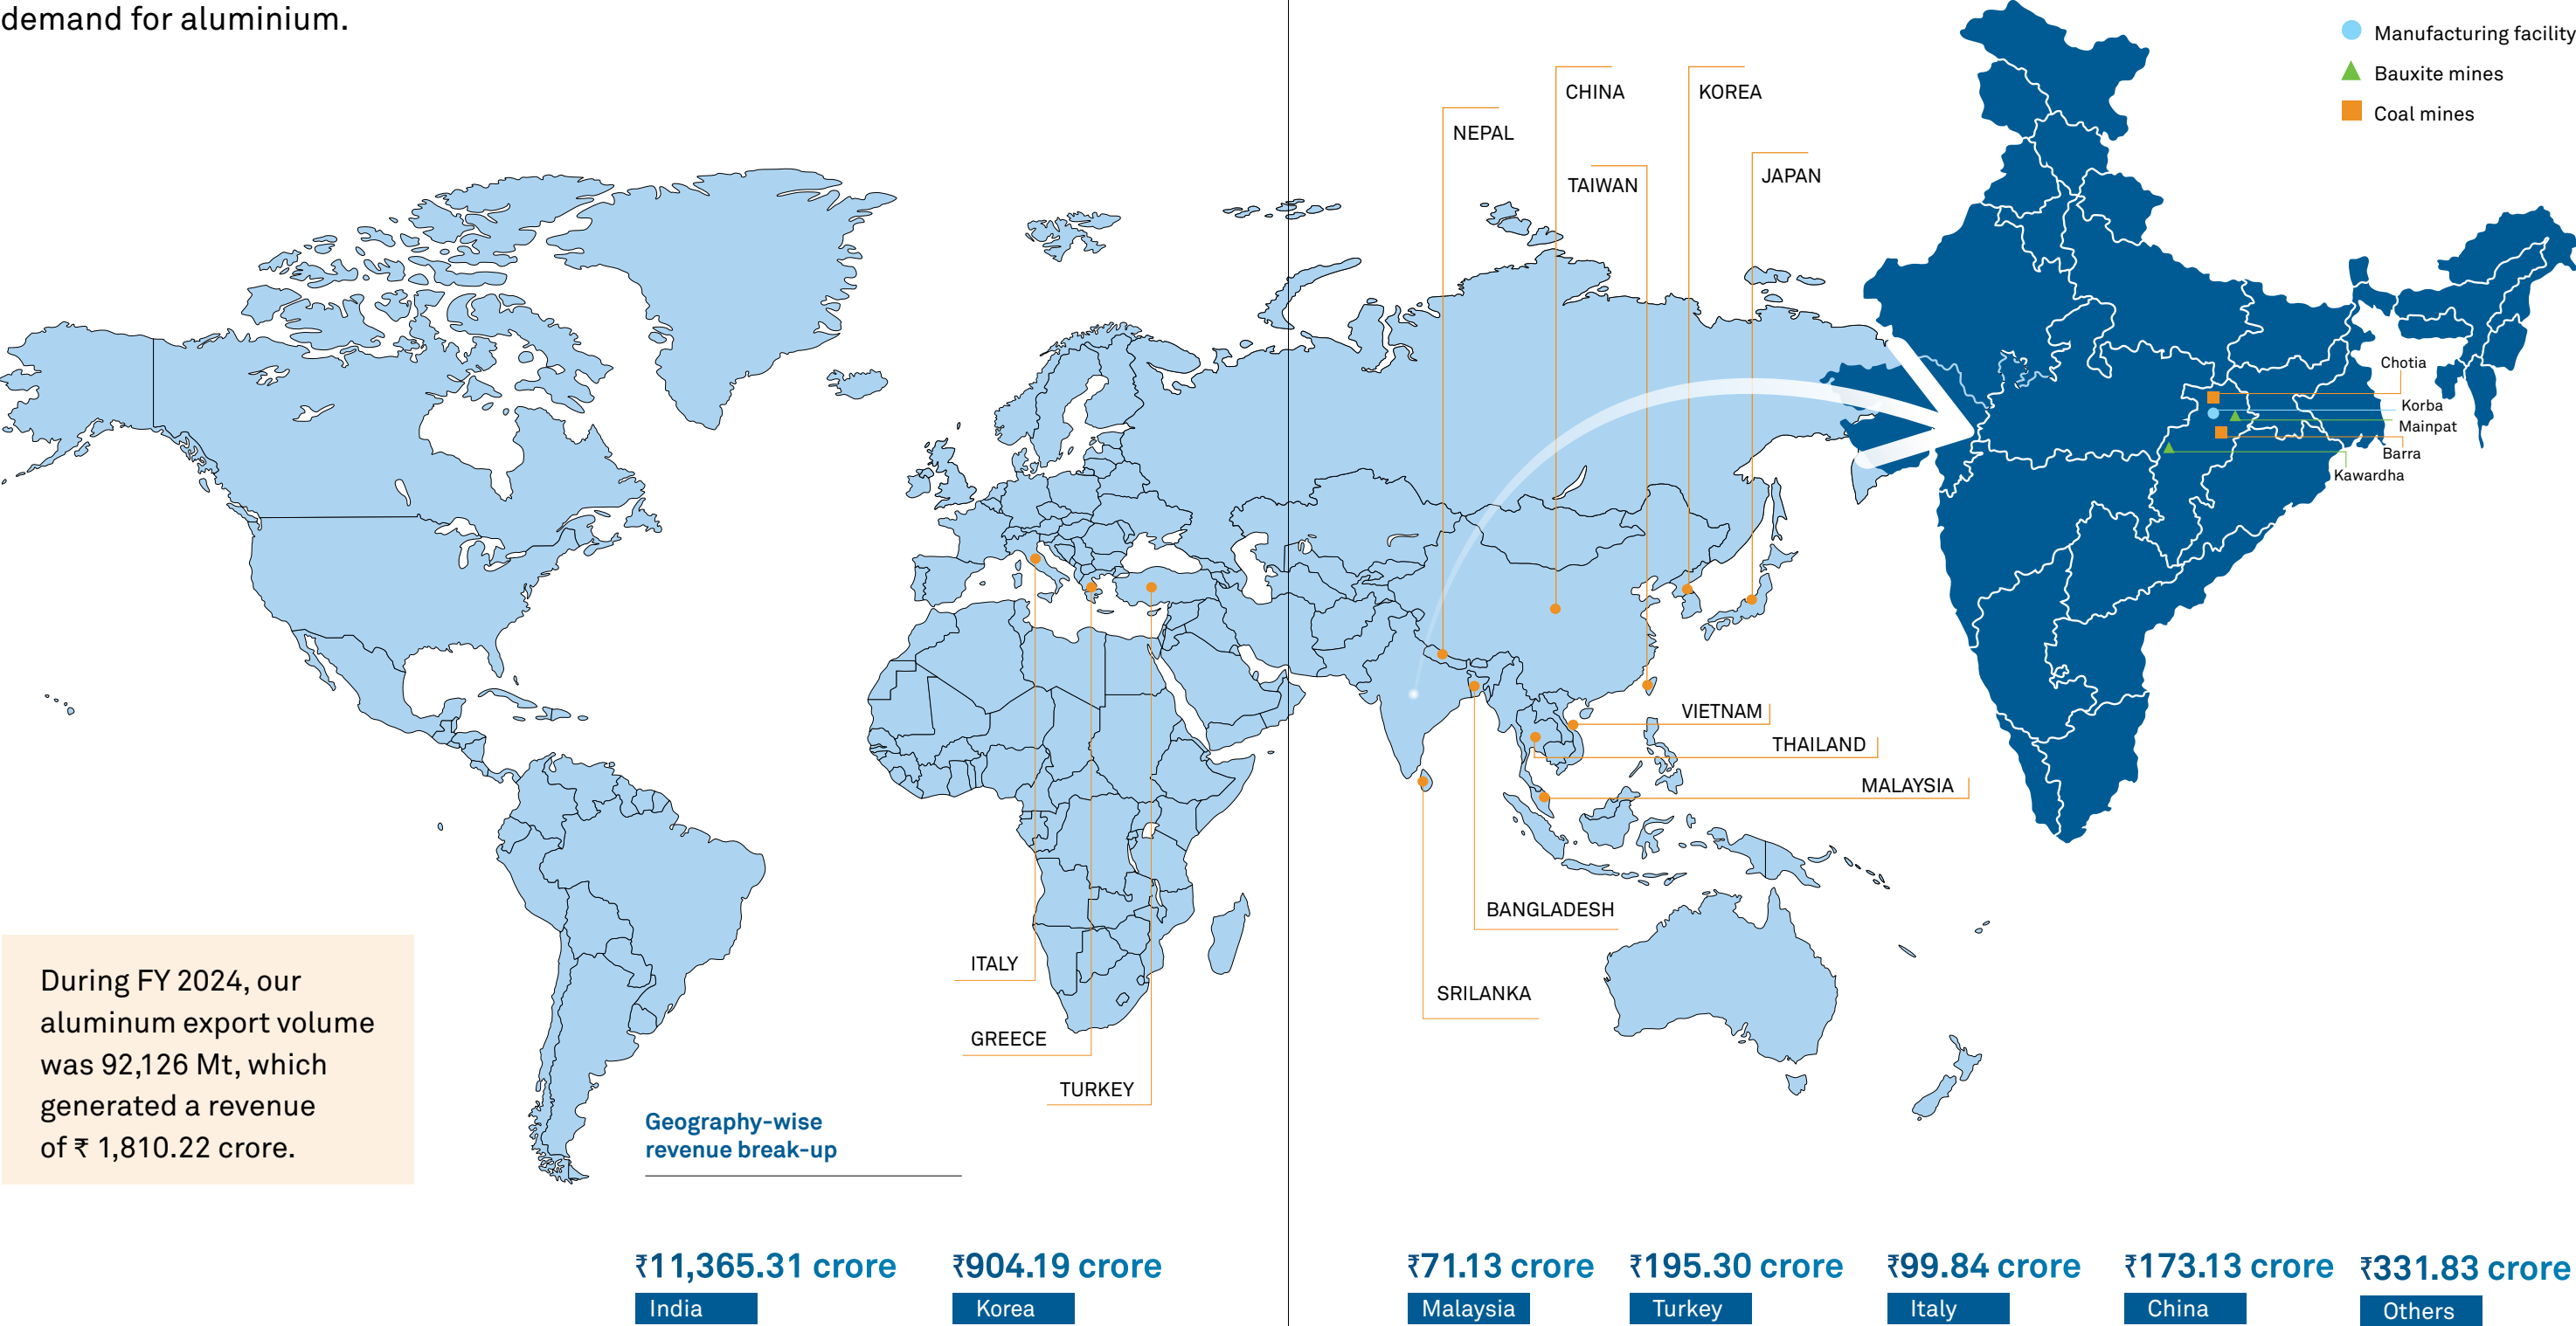 demand for aluminium.
Manufacturing facility
Bauxite mines
Coal mines
CHINA
KOREA
NEPAL
TAIWAN
JAPAN
Chotia
Korba
Mainpat
Barra
Kawardha
VIETNAM
THAILAND
MALAYSIA
BANGLADESH
SRILANKA
ITALY
GREECE
TURKEY
During FY 2024, our
aluminum export volume
was 92,126 Mt, which
generated a revenue
of ₹ 1,810.22 crore.
Geography-wise
revenue break-up
₹11,365.31 crore
India
₹904.19 crore
Korea
₹71.13 crore
Malaysia
₹195.30 crore
Turkey
₹99.84 crore
Italy
₹173.13 crore
China
₹331.83 crore
Others